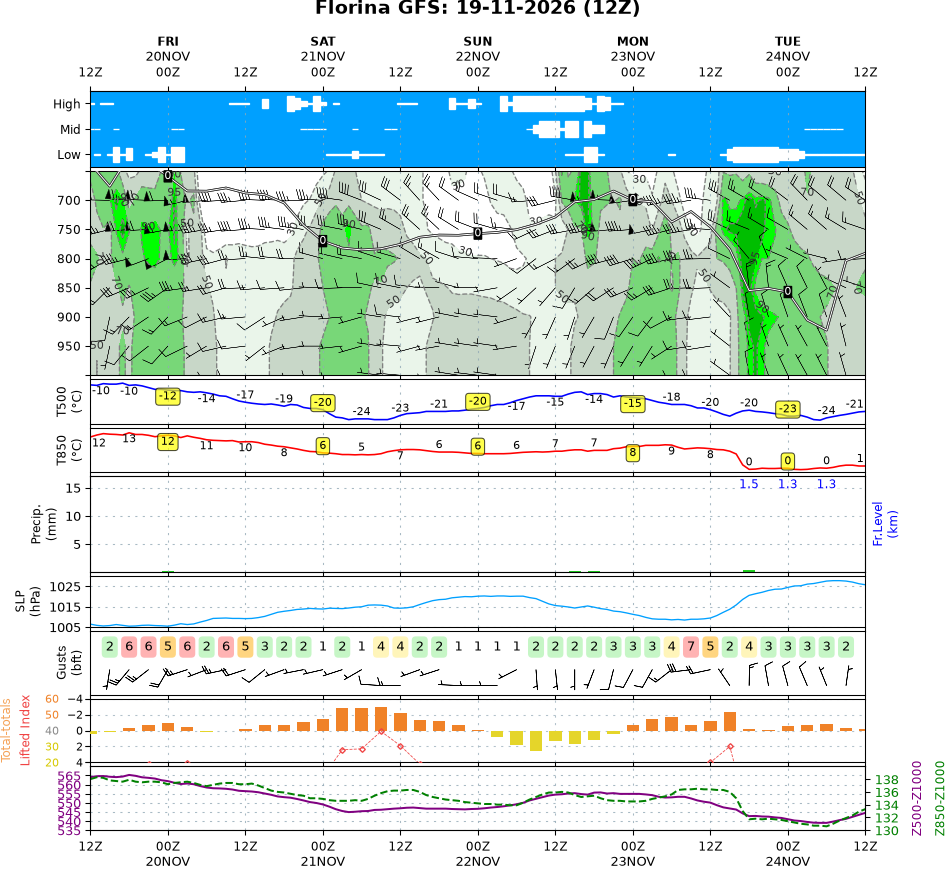 Florina GFS: 19-11-2026 (12Z)
FRI SAT SUN MON TUE
20NOV 21NOV 22NOV 23NOV 24NOV
12Z 00Z 12Z 00Z 12Z 00Z 12Z 00Z 12Z 00Z 12Z
High
Mid
Low
700
750
800
850
900
950
0 0 0 0 0
T500 (°C)
-10 -10 -12 -14 -17 -19 -20 -24 -23 -21 -20 -17 -15 -14 -15 -18 -20 -20 -23 -24 -21
T850 (°C)
12 13 12 11 10 8 6 5 7 6 6 6 7 7 8 9 8 0 0 0 1
Precip. (mm)
15
10
5
1.5 1.3 1.3
Fr.Level (km)
SLP (hPa)
1025
1015
1005
Gusts (bft)
2 6 6 5 6 2 6 5 3 2 2 1 2 1 4 4 2 2 1 1 1 1 2 2 2 2 3 3 3 4 7 5 2 4 3 3 3 3 2
Total-totals
Lifted Index
60 −4
50 −2
40 0
30 2
20 4
565
560
555
550
545
540
535
138
136
134
132
130
Z500-Z1000
Z850-Z1000
12Z 00Z 12Z 00Z 12Z 00Z 12Z 00Z 12Z 00Z 12Z
20NOV 21NOV 22NOV 23NOV 24NOV